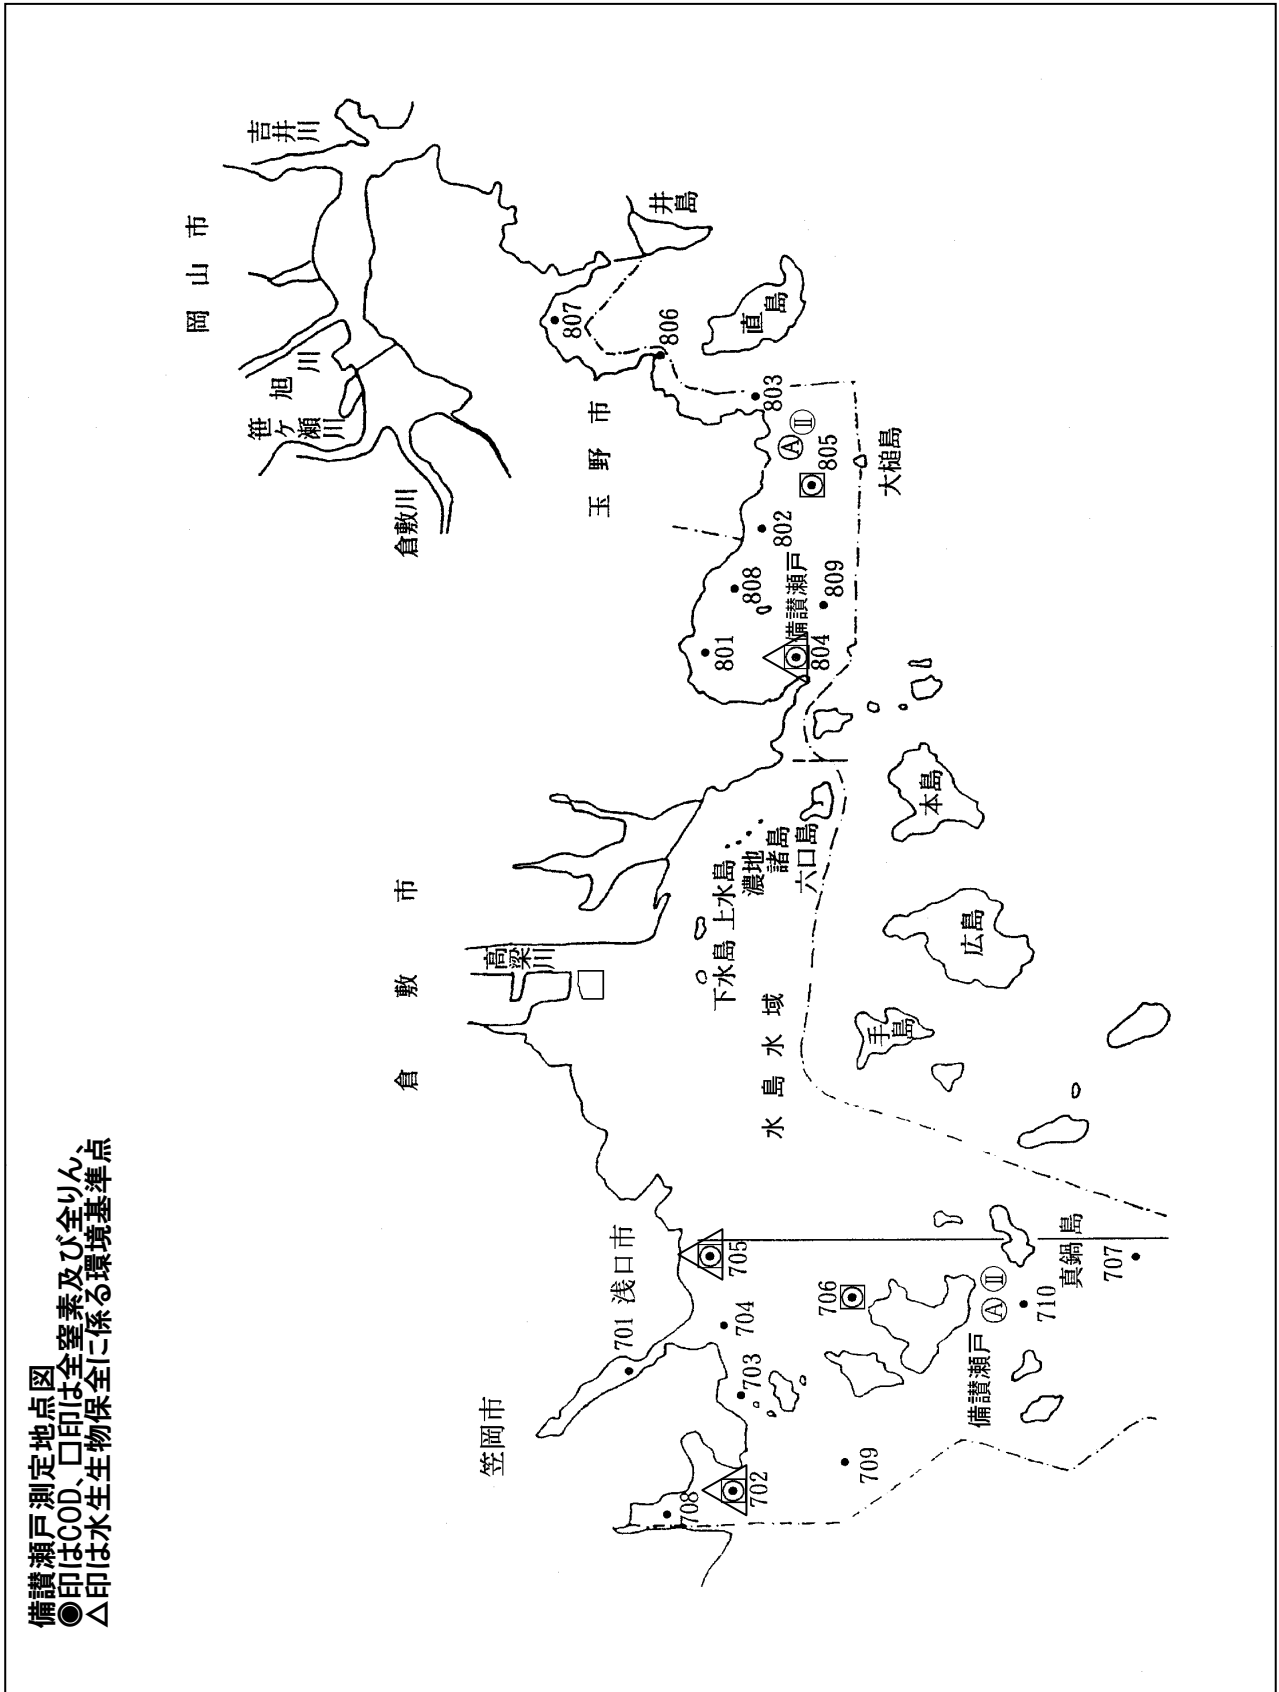 備讃瀬戸測定地点図
◉印はCOD、□印は全窒素及び全りん、
△印は水生生物保全に係る環境基準点
岡山市
吉井川
旭川
笹ヶ瀬川
倉敷川
玉野市
井島
直島
大槌島
807
806
803
Ⓐ Ⅱ
805
802
808
備讃瀬戸
809
801
804
倉敷市
高梁川
上水島
下水島
濃地諸島
六口島
本島
広島
手島
水島水域
笠岡市
浅口市
701
705
704
703
702
708
706
709
備讃瀬戸
Ⓐ Ⅱ
710
真鍋島
707